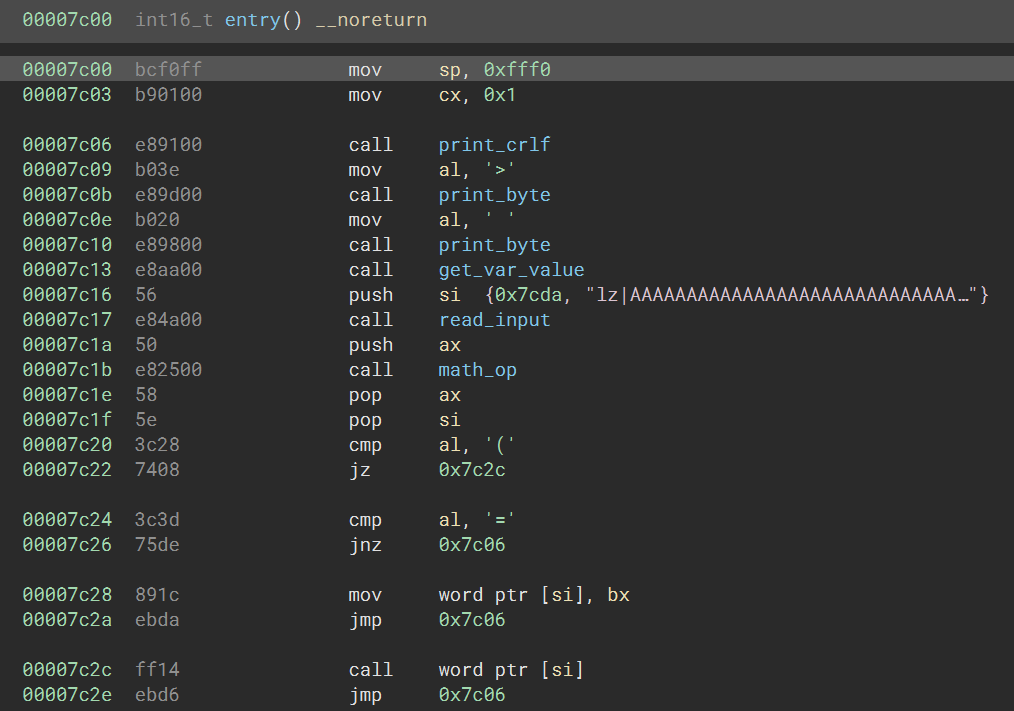 00007c00 int16_t entry() __noreturn
00007c00 bcf0ff mov sp, 0xfff0
00007c03 b90100 mov cx, 0x1
00007c06 e89100 call print_crlf
00007c09 b03e mov al, '>'
00007c0b e89d00 call print_byte
00007c0e b020 mov al, ' '
00007c10 e89800 call print_byte
00007c13 e8aa00 call get_var_value
00007c16 56 push si {0x7cda, "lz|AAAAAAAAAAAAAAAAAAAAAAAAAAAAA…"}
00007c17 e84a00 call read_input
00007c1a 50 push ax
00007c1b e82500 call math_op
00007c1e 58 pop ax
00007c1f 5e pop si
00007c20 3c28 cmp al, '('
00007c22 7408 jz 0x7c2c
00007c24 3c3d cmp al, '='
00007c26 75de jnz 0x7c06
00007c28 891c mov word ptr [si], bx
00007c2a ebda jmp 0x7c06
00007c2c ff14 call word ptr [si]
00007c2e ebd6 jmp 0x7c06